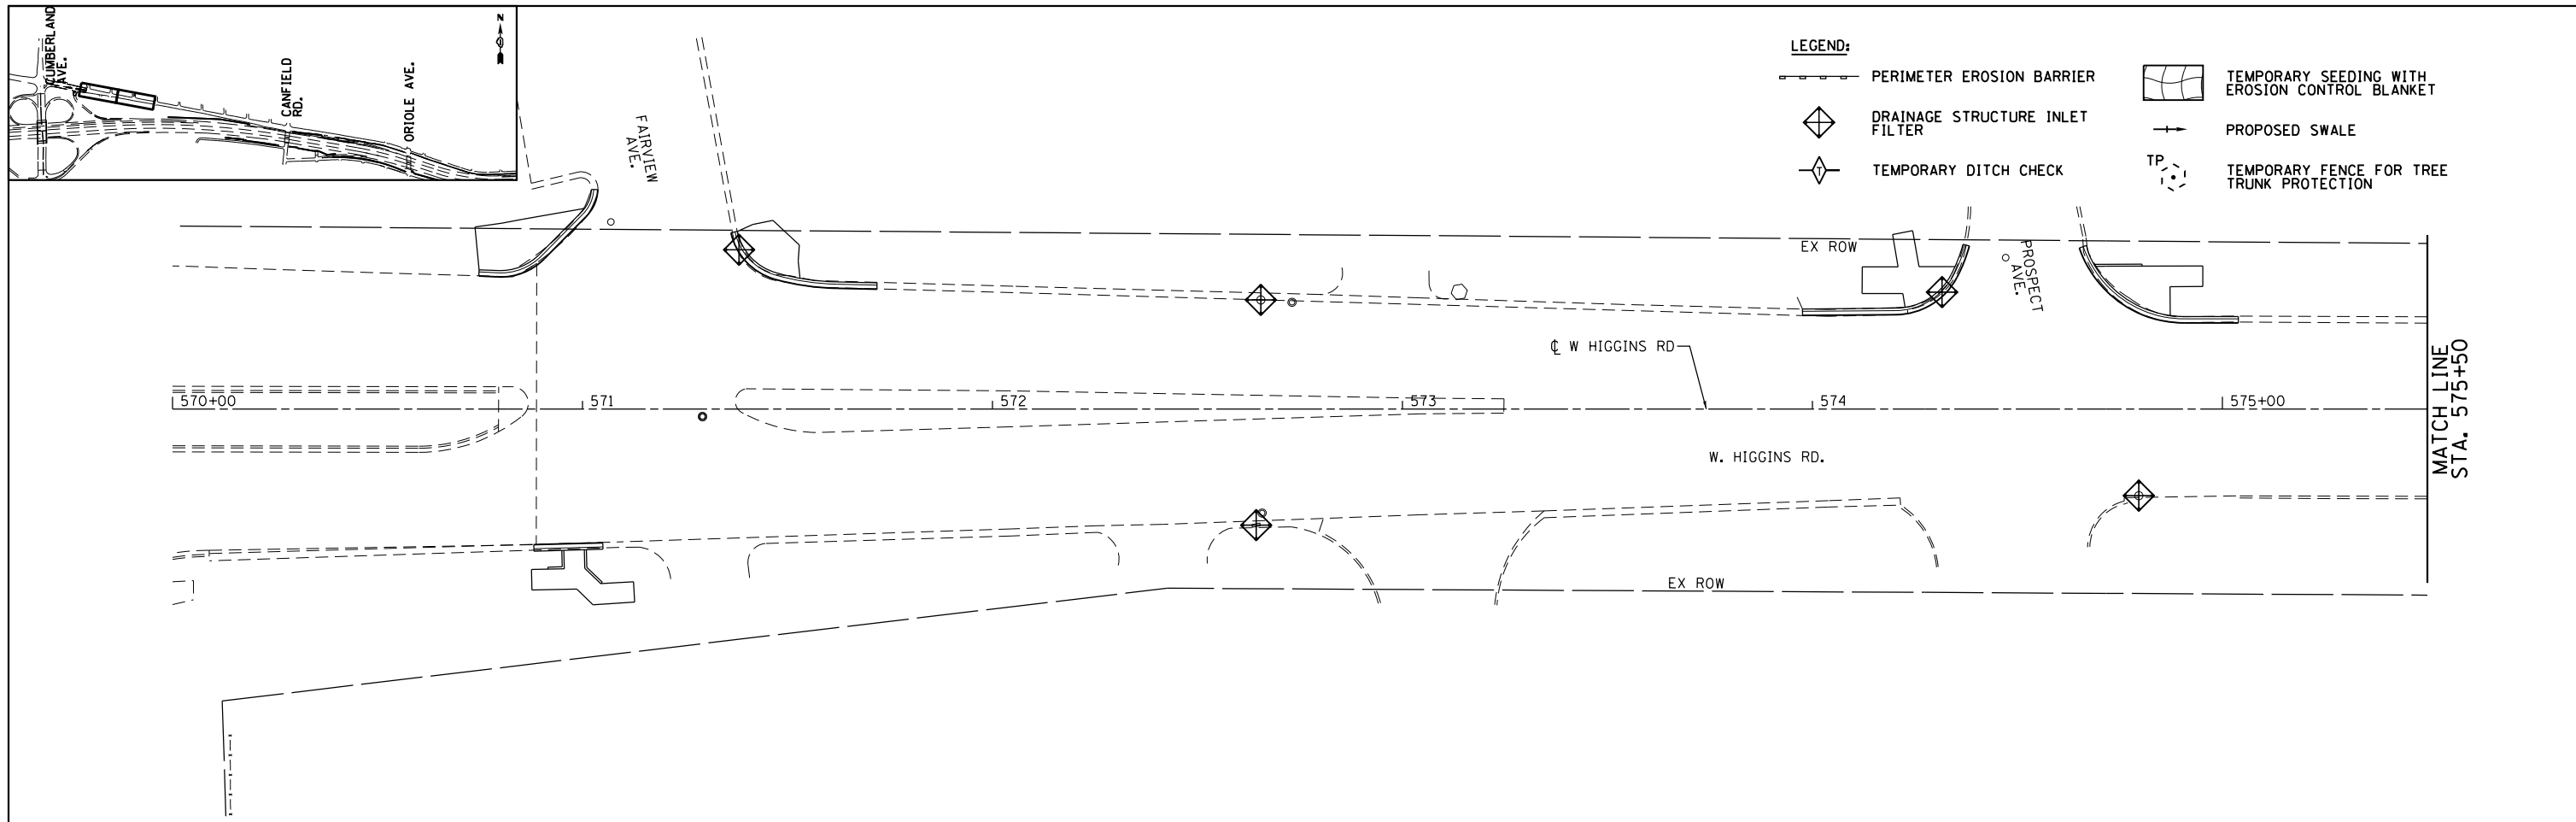 CUMBERLAND
AVE.
CANFIELD
RD.
ORIOLE AVE.
N
LEGEND:
PERIMETER EROSION BARRIER
DRAINAGE STRUCTURE INLET
FILTER
T
TEMPORARY DITCH CHECK
TEMPORARY SEEDING WITH
EROSION CONTROL BLANKET
PROPOSED SWALE
TP
TEMPORARY FENCE FOR TREE
TRUNK PROTECTION
FAIRVIEW
AVE.
EX ROW
PROSPECT
AVE.
℄ W HIGGINS RD
570+00
571
572
573
574
575+00
W. HIGGINS RD.
EX ROW
MATCH LINE
STA. 575+50